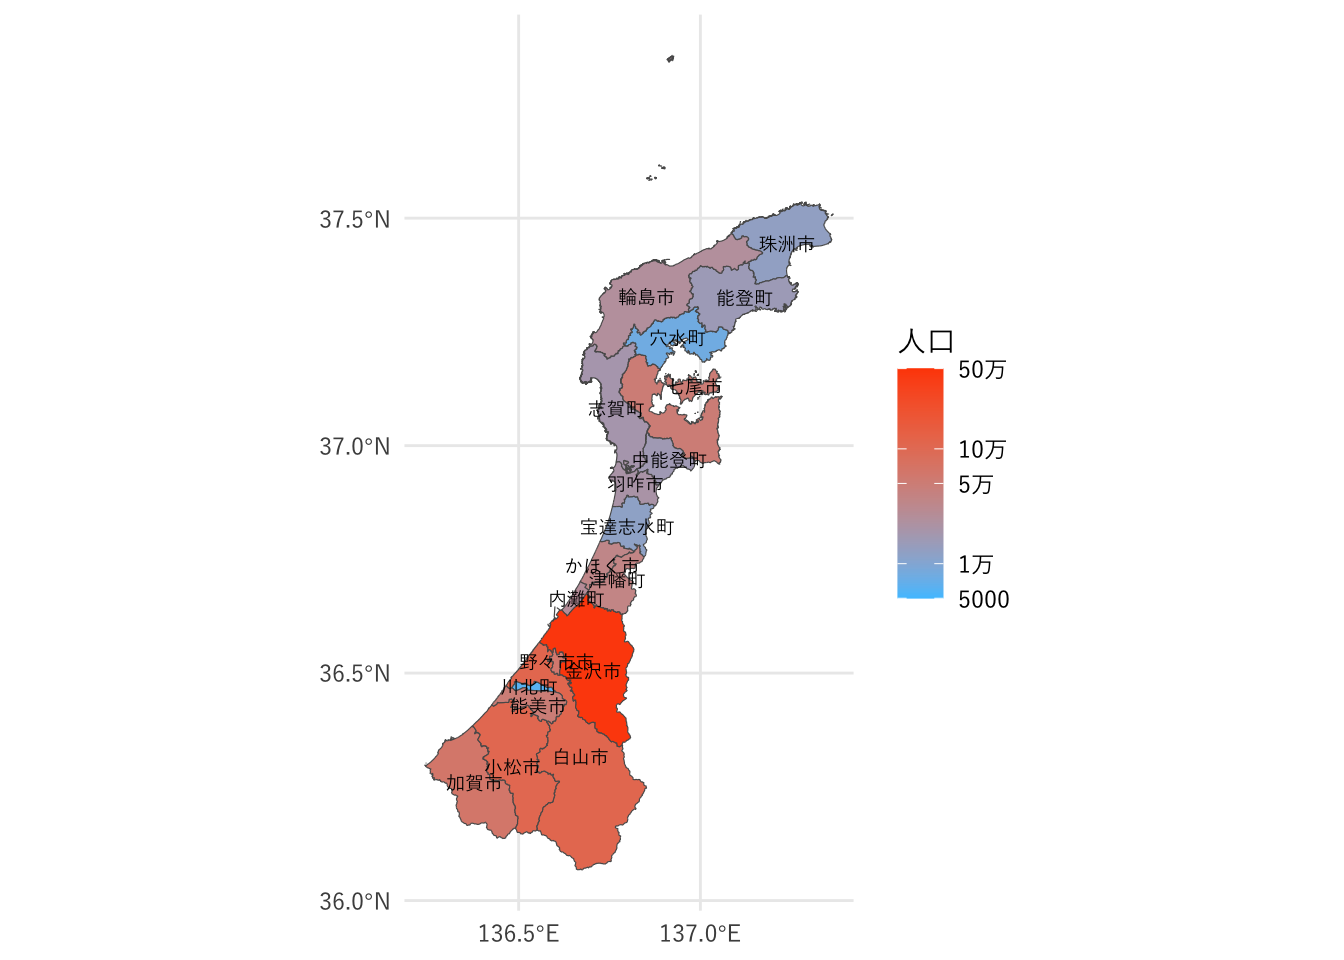 37.5°N
37.0°N
36.5°N
36.0°N
136.5°E
137.0°E
珠洲市
輪島市
能登町
穴水町
七尾市
志賀町
中能登町
羽咋市
宝達志水町
かほく市
津幡町
内灘町
野々市市
金沢市
川北町
能美市
白山市
小松市
加賀市
人口
50万
10万
5万
1万
5000